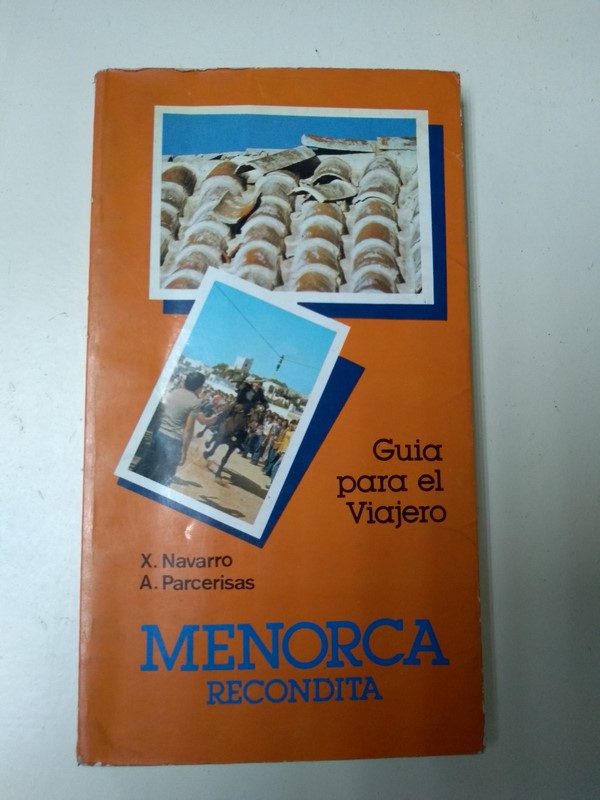 Guia
para el
Viajero
X. Navarro
A. Parcerisas
MENORCA
RECONDITA